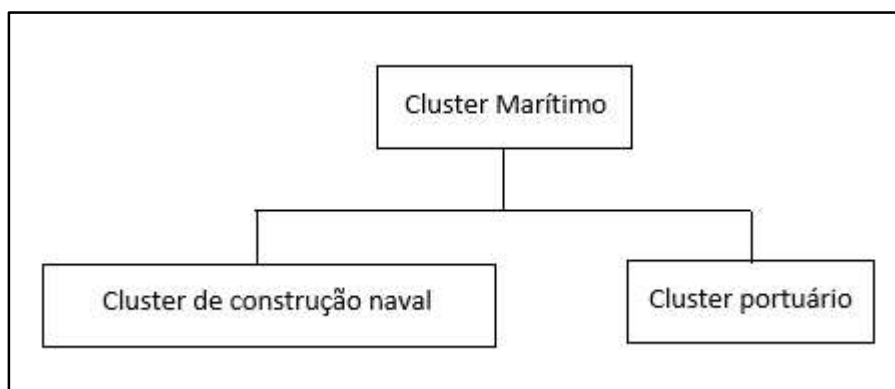 Cluster Marítimo
Cluster de construção naval
Cluster portuário